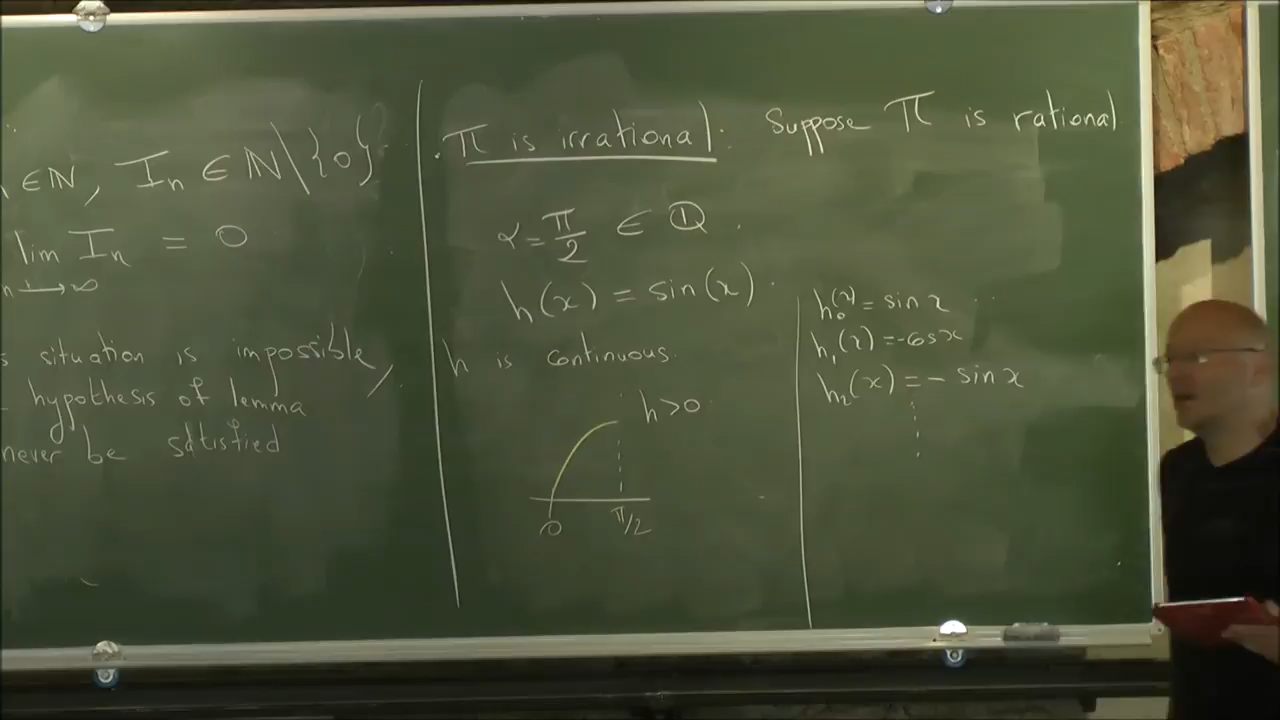 ∈ ℕ, Iₙ ∈ ℕ\{0}
lim Iₙ = 0
n→∞
situation is impossible,
hypothesis of lemma
never be satisfied
π is irrational: Suppose π is rational
α = π/2 ∈ ℚ.
h(x) = sin(x).
h is continuous.
h>0
0 π/2
h₀(x) = sin x
h₁(x) = -cos x
h₂(x) = - sin x